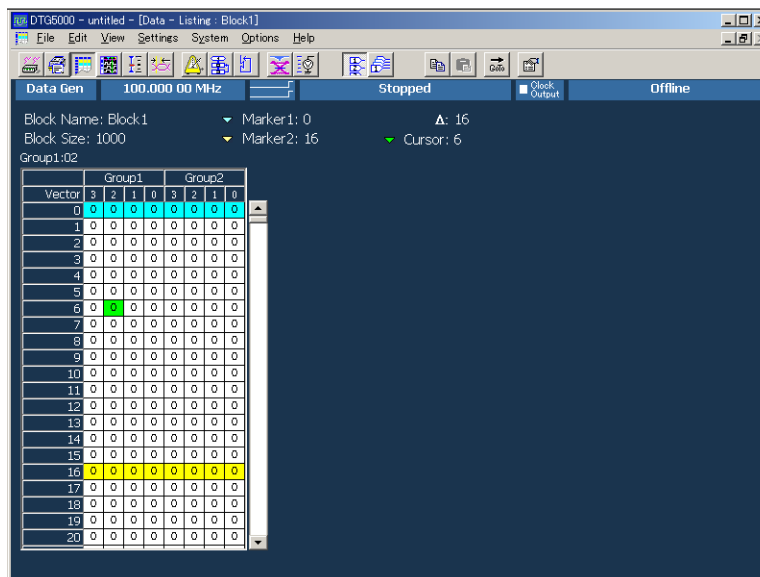 DTG5000 - untitled - [Data - Listing : Block1]
File Edit View Settings System Options Help
Goto
Data Gen 100.000 00 MHz Stopped Clock Output Offline
Block Name: Block1 Marker1: 0 Δ: 16
Block Size: 1000 Marker2: 16 Cursor: 6
Group1:02
Group1 Group2
Vector 3 2 1 0 3 2 1 0
0 0 0 0 0 0 0 0 0
1 0 0 0 0 0 0 0 0
2 0 0 0 0 0 0 0 0
3 0 0 0 0 0 0 0 0
4 0 0 0 0 0 0 0 0
5 0 0 0 0 0 0 0 0
6 0 0 0 0 0 0 0 0
7 0 0 0 0 0 0 0 0
8 0 0 0 0 0 0 0 0
9 0 0 0 0 0 0 0 0
10 0 0 0 0 0 0 0 0
11 0 0 0 0 0 0 0 0
12 0 0 0 0 0 0 0 0
13 0 0 0 0 0 0 0 0
14 0 0 0 0 0 0 0 0
15 0 0 0 0 0 0 0 0
16 0 0 0 0 0 0 0 0
17 0 0 0 0 0 0 0 0
18 0 0 0 0 0 0 0 0
19 0 0 0 0 0 0 0 0
20 0 0 0 0 0 0 0 0